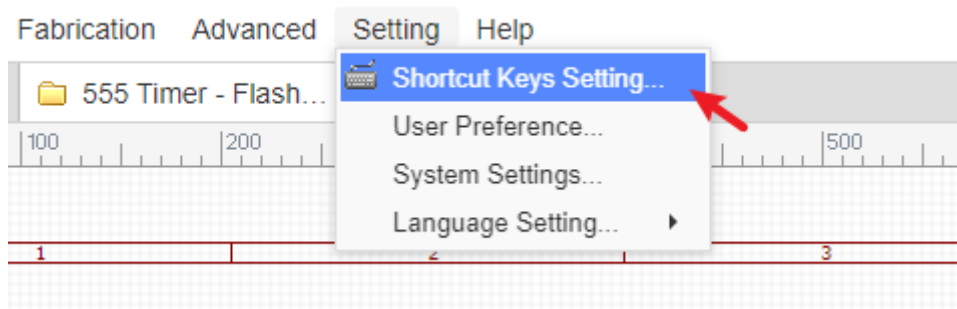 Fabrication Advanced Setting Help
555 Timer - Flash...
Shortcut Keys Setting...
100 200 500
User Preference...
System Settings...
Language Setting...
1 2 3